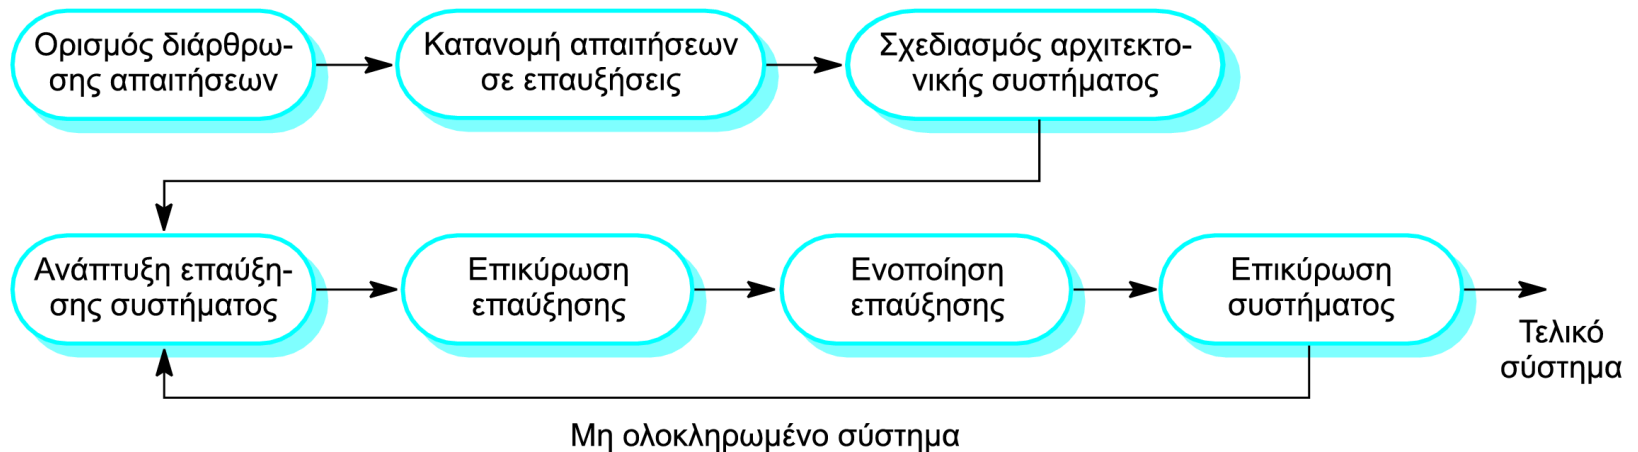 Ορισμός διάρθρω-
σης απαιτήσεων
Κατανομή απαιτήσεων
σε επαυξήσεις
Σχεδιασμός αρχιτεκτο-
νικής συστήματος
Ανάπτυξη επαύξη-
σης συστήματος
Επικύρωση
επαύξησης
Ενοποίηση
επαύξησης
Επικύρωση
συστήματος
Τελικό
σύστημα
Μη ολοκληρωμένο σύστημα